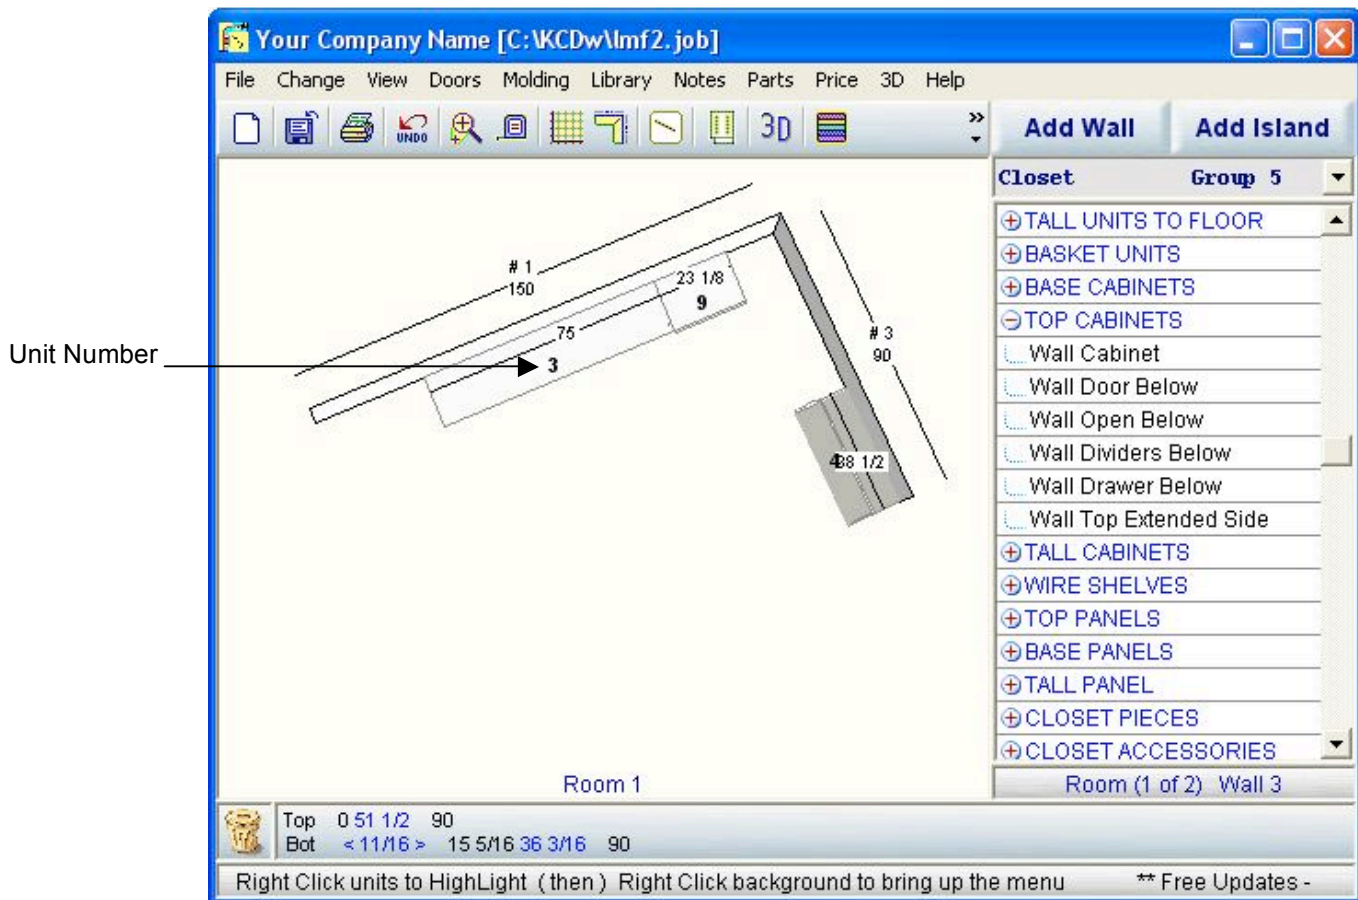 Your Company Name [C:\KCDw\lmf2.job]
File Change View Doors Molding Library Notes Parts Price 3D Help
UNDO 3D » Add Wall Add Island
Closet Group 5
TALL UNITS TO FLOOR
BASKET UNITS
BASE CABINETS
TOP CABINETS
Wall Cabinet
Wall Door Below
Wall Open Below
Wall Dividers Below
Wall Drawer Below
Wall Top Extended Side
TALL CABINETS
WIRE SHELVES
TOP PANELS
BASE PANELS
TALL PANEL
CLOSET PIECES
CLOSET ACCESSORIES
# 1
150
23 1/8
9
75
3
# 3
90
38 1/2
Unit Number
Room 1
Room (1 of 2) Wall 3
Top 0 51 1/2 90
Bot < 11/16 > 15 5/16 36 3/16 90
Right Click units to HighLight ( then ) Right Click background to bring up the menu ** Free Updates -